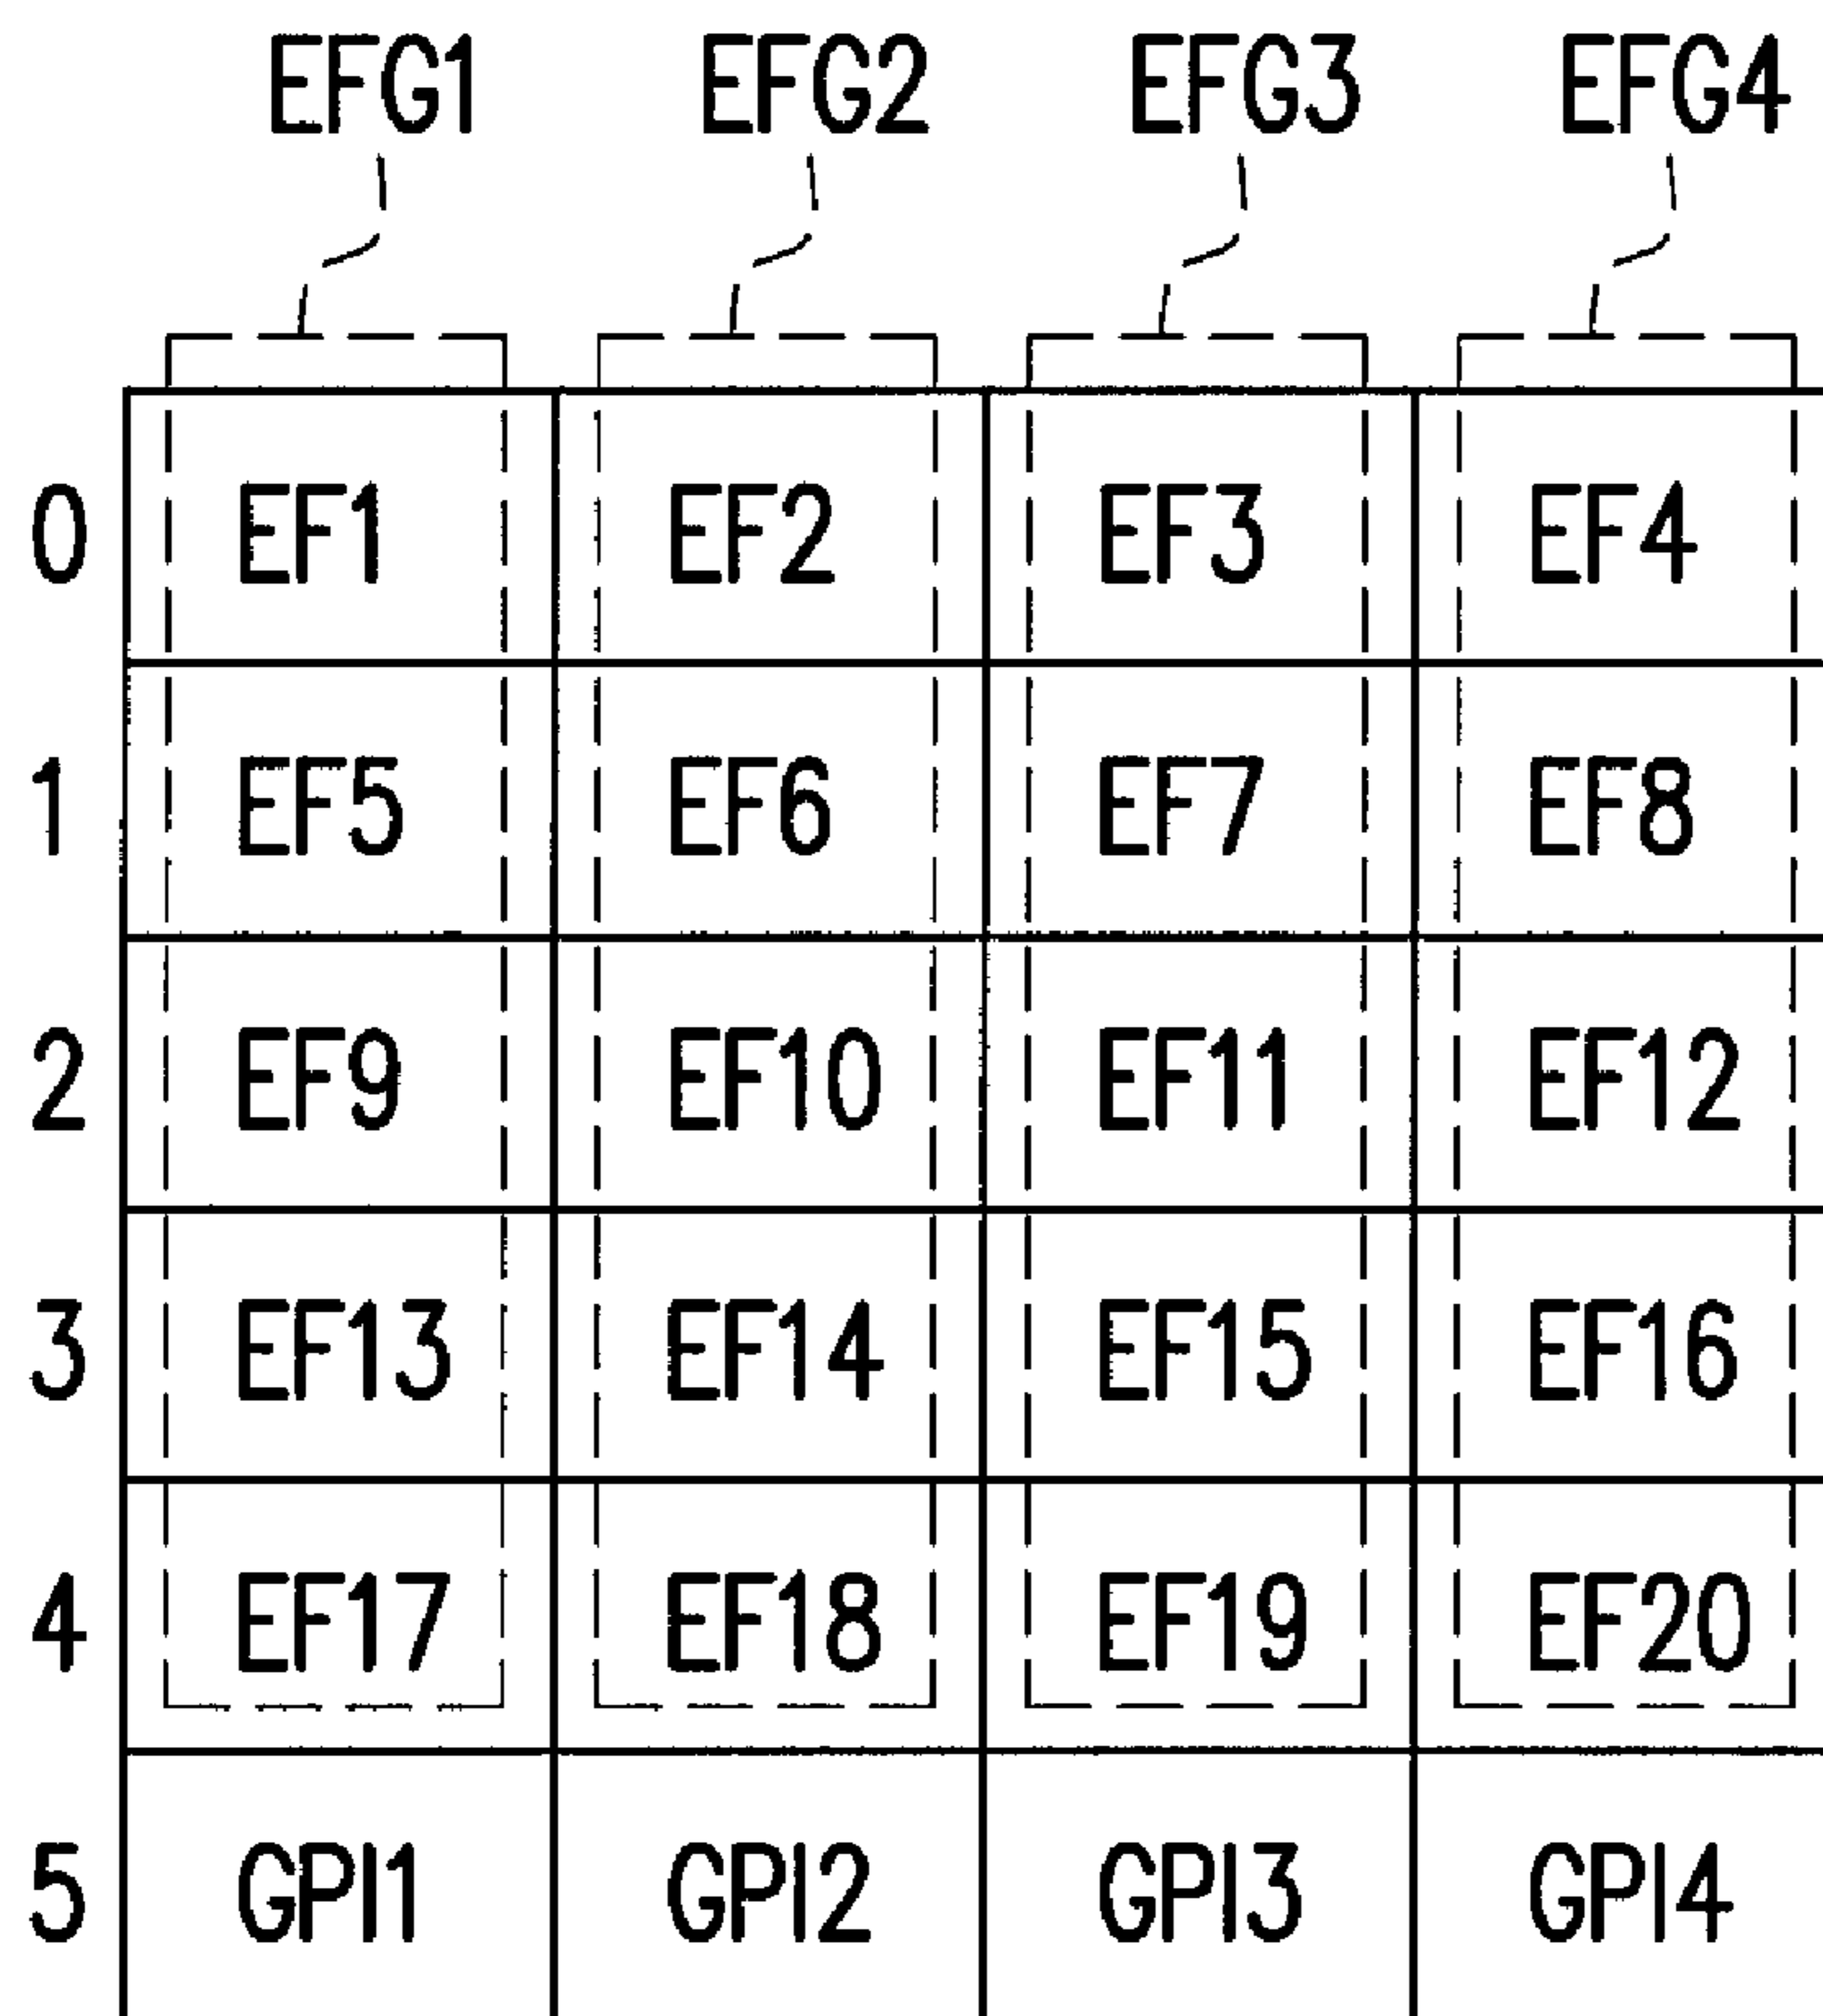 EFG1 EFG2 EFG3 EFG4
0 EF1 EF2 EF3 EF4
1 EF5 EF6 EF7 EF8
2 EF9 EF10 EF11 EF12
3 EF13 EF14 EF15 EF16
4 EF17 EF18 EF19 EF20
5 GPI1 GPI2 GPI3 GPI4